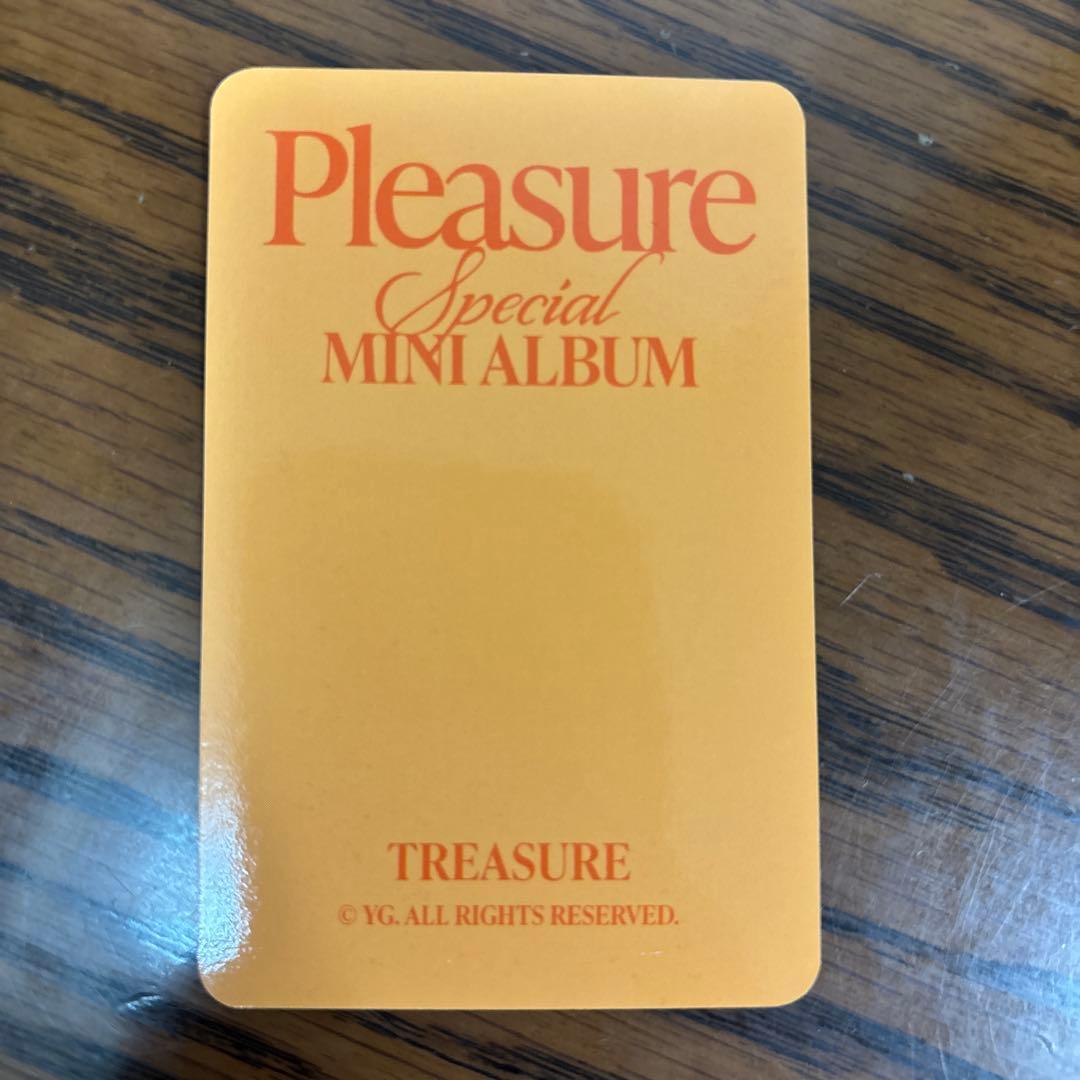 Pleasure
Special
MINI ALBUM
TREASURE
© YG. ALL RIGHTS RESERVED.